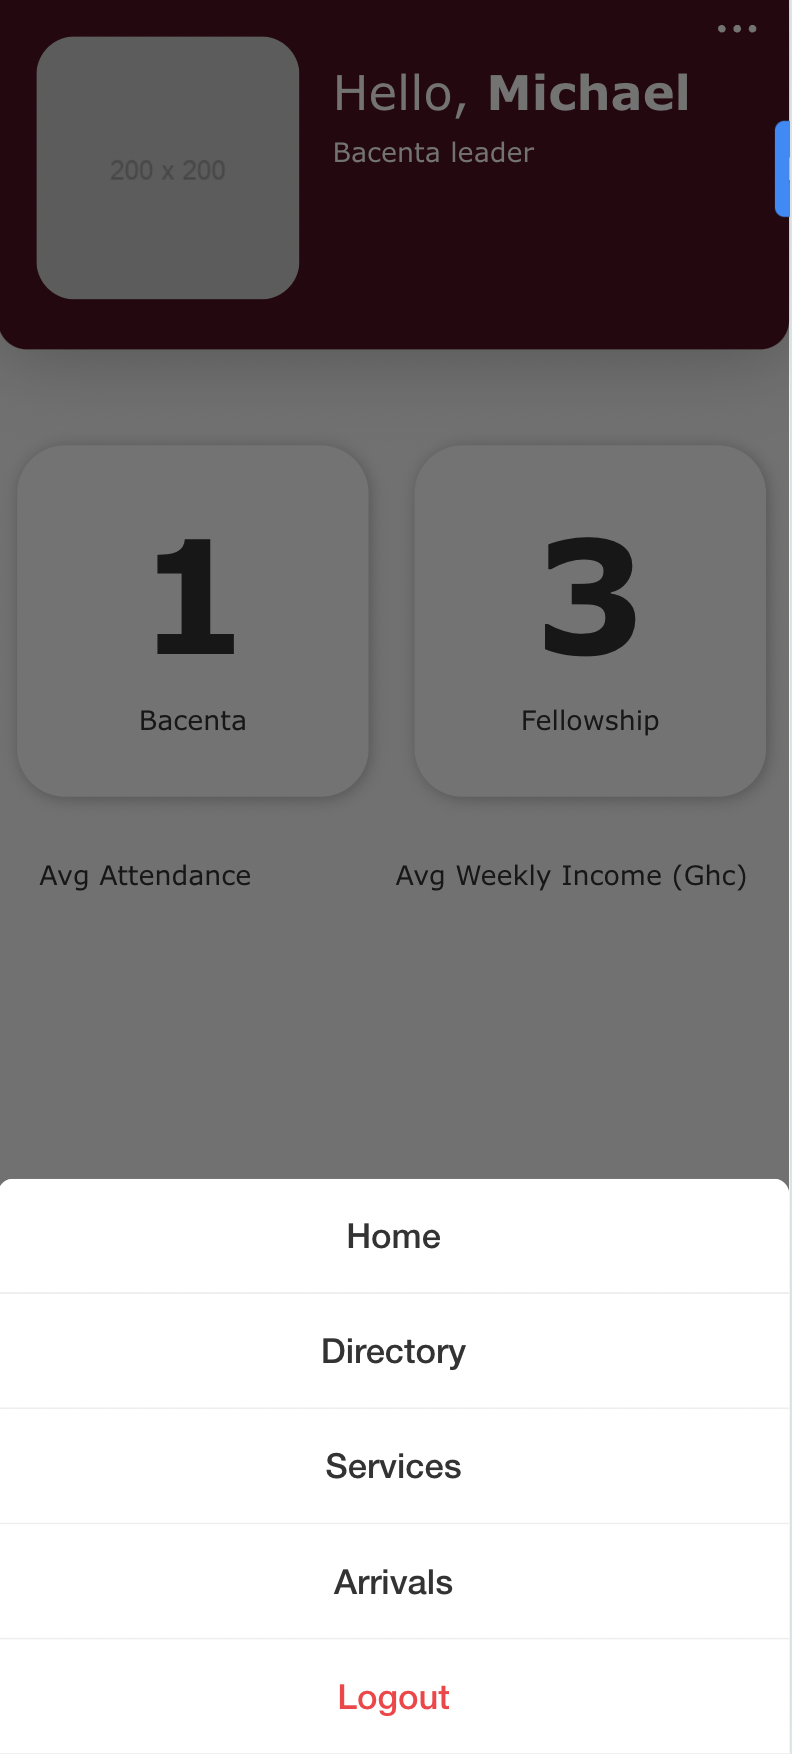 Hello, Michael
Bacenta leader
200 x 200
1
Bacenta
3
Fellowship
Avg Attendance
Avg Weekly Income (Ghc)
Home
Directory
Services
Arrivals
Logout